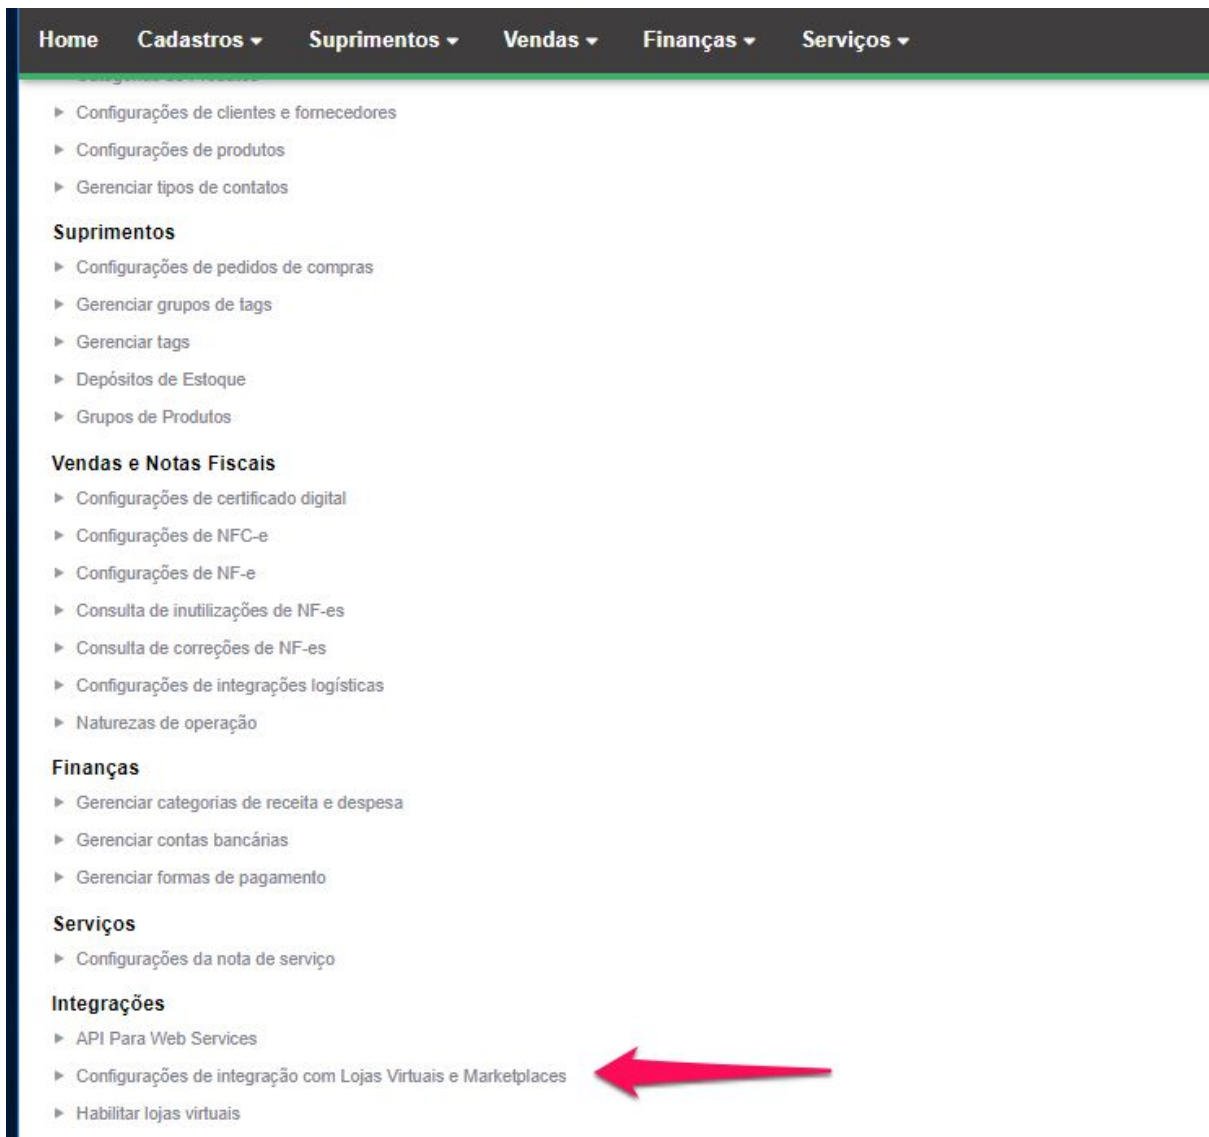 Home Cadastros Suprimentos Vendas Finanças Serviços
Categorias de Produtos
Configurações de clientes e fornecedores
Configurações de produtos
Gerenciar tipos de contatos
Suprimentos
Configurações de pedidos de compras
Gerenciar grupos de tags
Gerenciar tags
Depósitos de Estoque
Grupos de Produtos
Vendas e Notas Fiscais
Configurações de certificado digital
Configurações de NFC-e
Configurações de NF-e
Consulta de inutilizações de NF-es
Consulta de correções de NF-es
Configurações de integrações logísticas
Naturezas de operação
Finanças
Gerenciar categorias de receita e despesa
Gerenciar contas bancárias
Gerenciar formas de pagamento
Serviços
Configurações da nota de serviço
Integrações
API Para Web Services
Configurações de integração com Lojas Virtuais e Marketplaces
Habilitar lojas virtuais